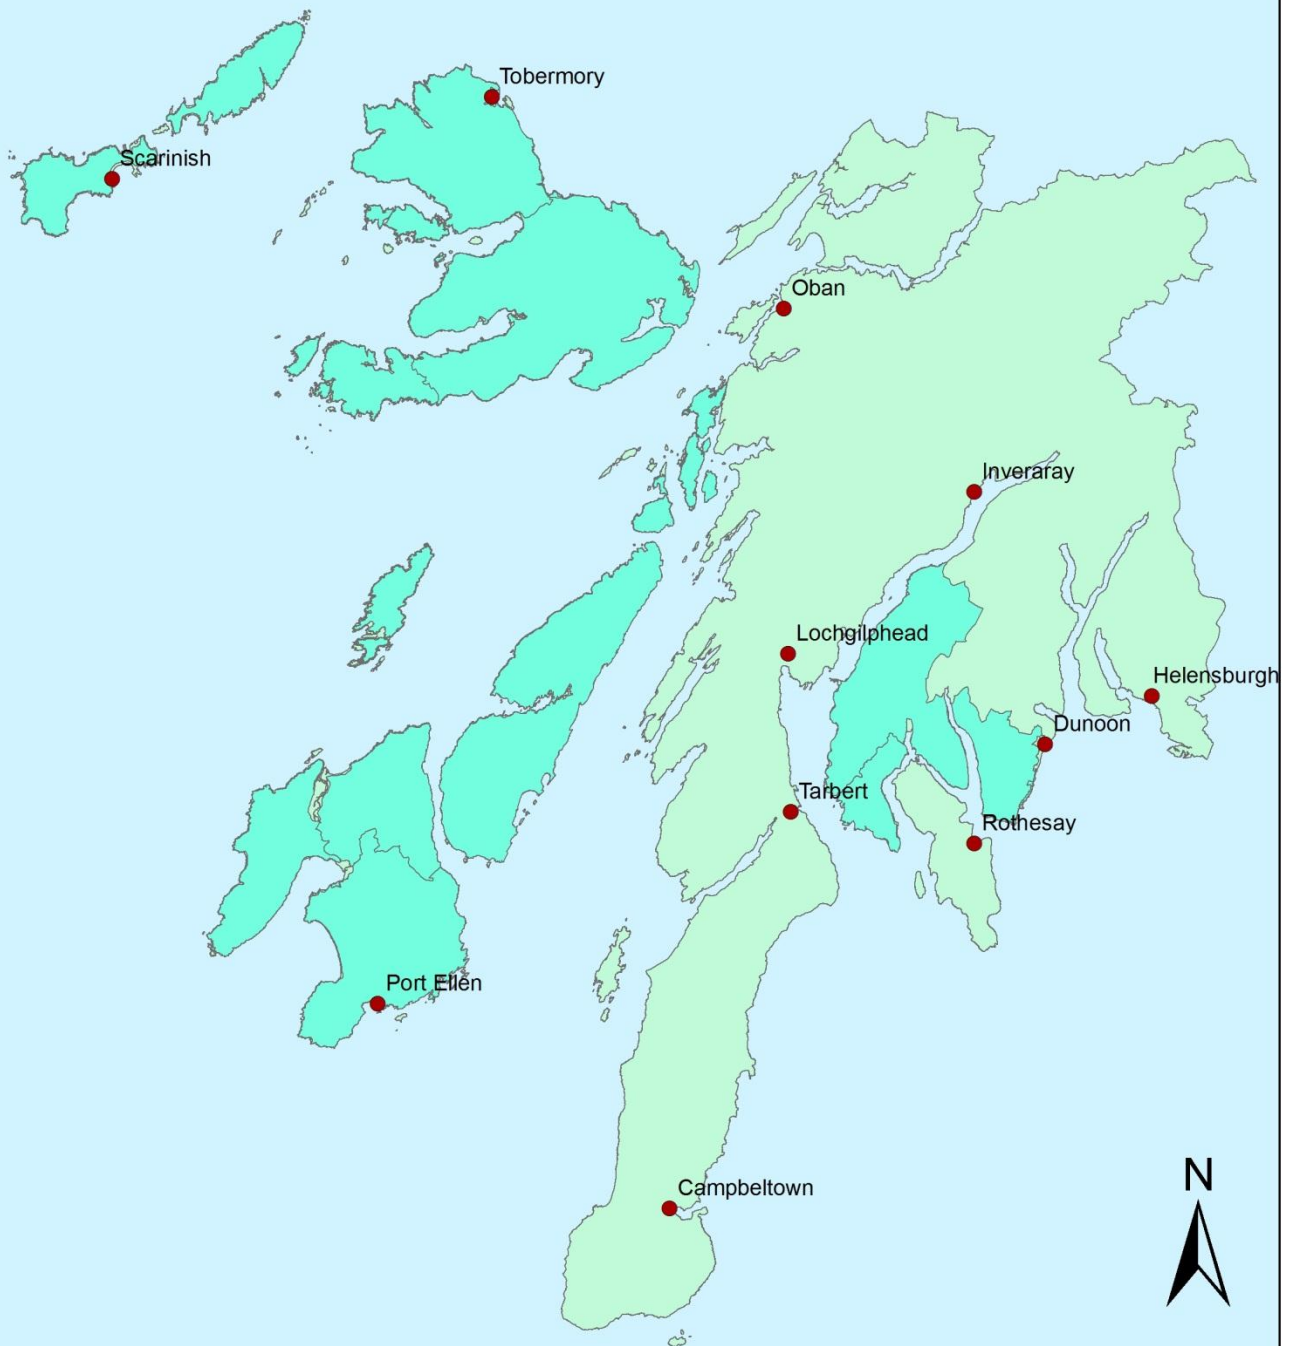 Tobermory
Scarinish
Oban
Inveraray
Lochgilphead
Helensburgh
Dunoon
Tarbert
Rothesay
Port Ellen
N
Campbeltown